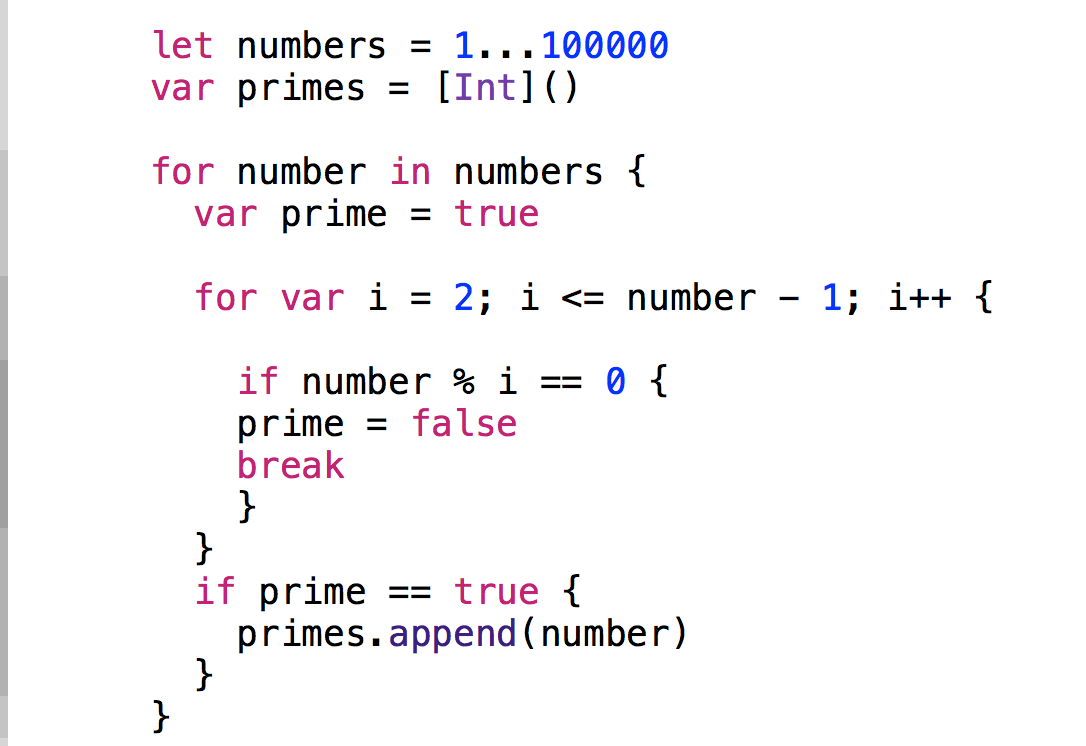 let numbers = 1...100000
var primes = [Int]()
for number in numbers {
var prime = true
for var i = 2; i <= number - 1; i++ {
if number % i == 0 {
prime = false
break
}
}
if prime == true {
primes.append(number)
}
}